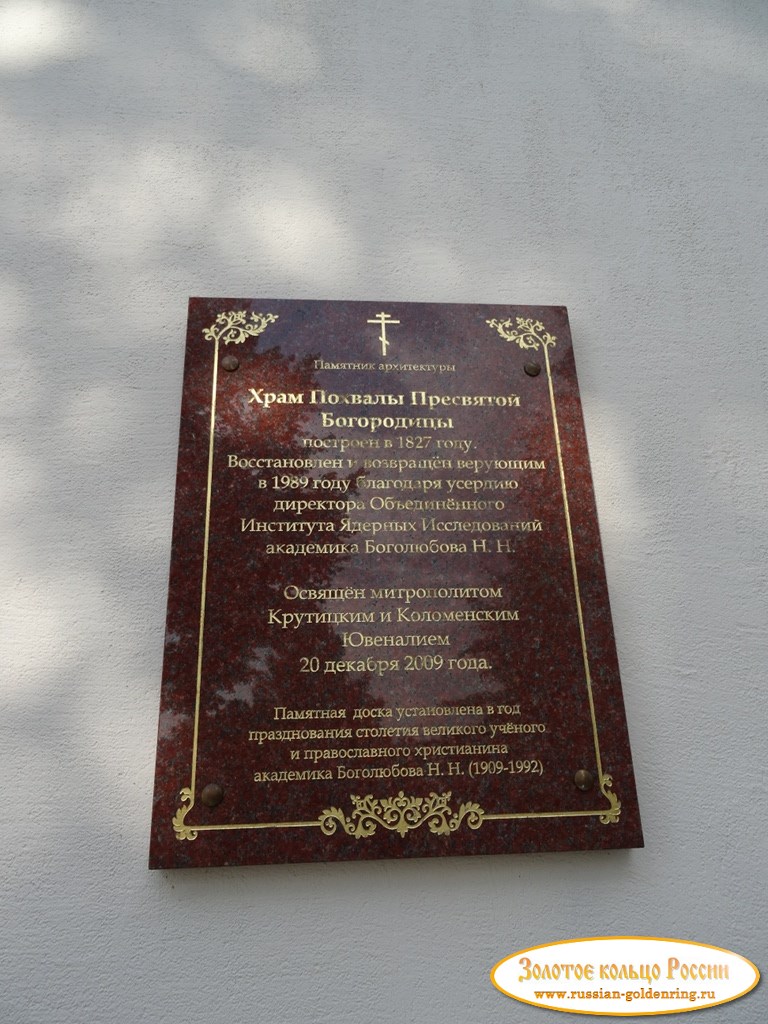 Памятник архитектуры
Храм Похвалы Пресвятой
Богородицы
построен в 1827 году.
Восстановлен и возвращён верующим
в 1989 году благодаря усердию
директора Объединённого
Института Ядерных Исследований
академика Боголюбова Н. Н.
Освящён митрополитом
Крутицким и Коломенским
Ювеналием
20 декабря 2009 года.
Памятная доска установлена в год
празднования столетия великого учёного
и православного христианина
академика Боголюбова Н. Н. (1909-1992)
Золотое кольцо России
www.russian-goldenring.ru